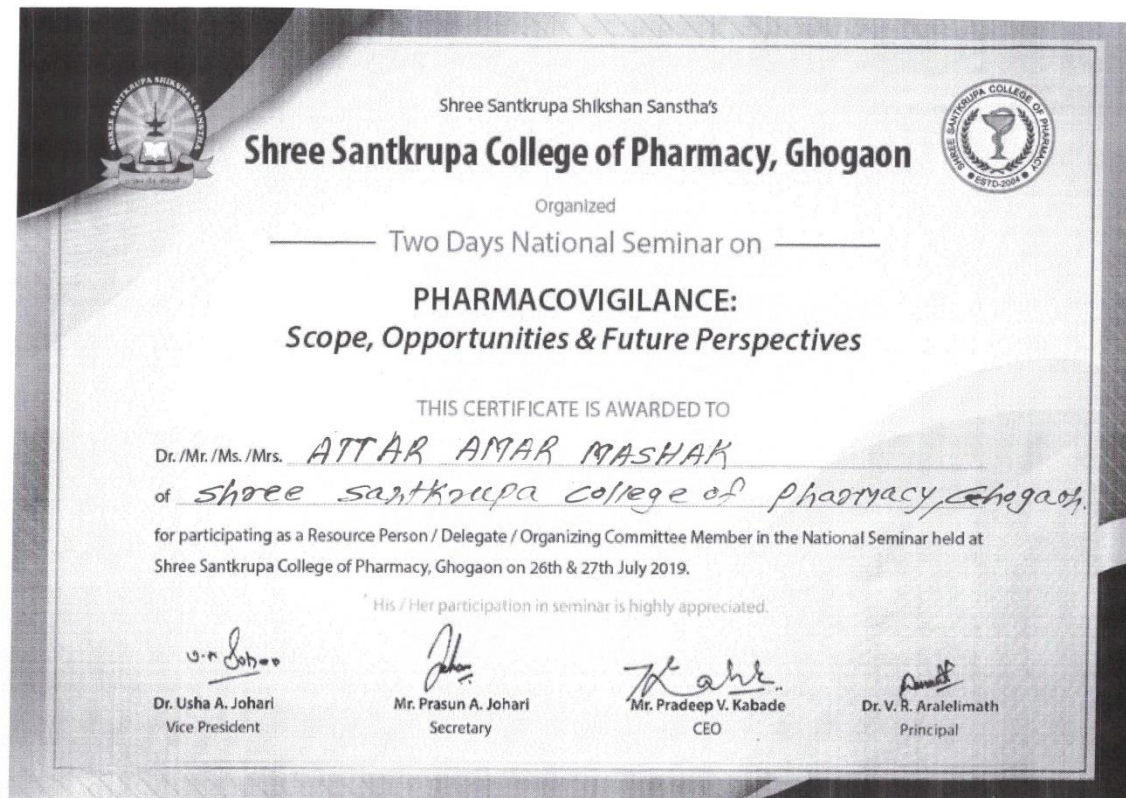 Shree Santkrupa Shikshan Sanstha's
Shree Santkrupa College of Pharmacy, Ghogaon
SHREE SANTKRUPA SHIKSHAN SANSTHA
SHREE SANTKRUPA COLLEGE OF PHARMACY
ESTD-2004
Organized
Two Days National Seminar on
PHARMACOVIGILANCE:
Scope, Opportunities & Future Perspectives
THIS CERTIFICATE IS AWARDED TO
Dr. /Mr. /Ms. /Mrs. ATTAR AMAR MASHAK
of Shree Santkrupa College of Pharmacy, Ghogaon.
for participating as a Resource Person / Delegate / Organizing Committee Member in the National Seminar held at
Shree Santkrupa College of Pharmacy, Ghogaon on 26th & 27th July 2019.
* His / Her participation in seminar is highly appreciated.
Dr. Usha A. Johari
Vice President
Mr. Prasun A. Johari
Secretary
Mr. Pradeep V. Kabade
CEO
Dr. V. R. Aralelimath
Principal